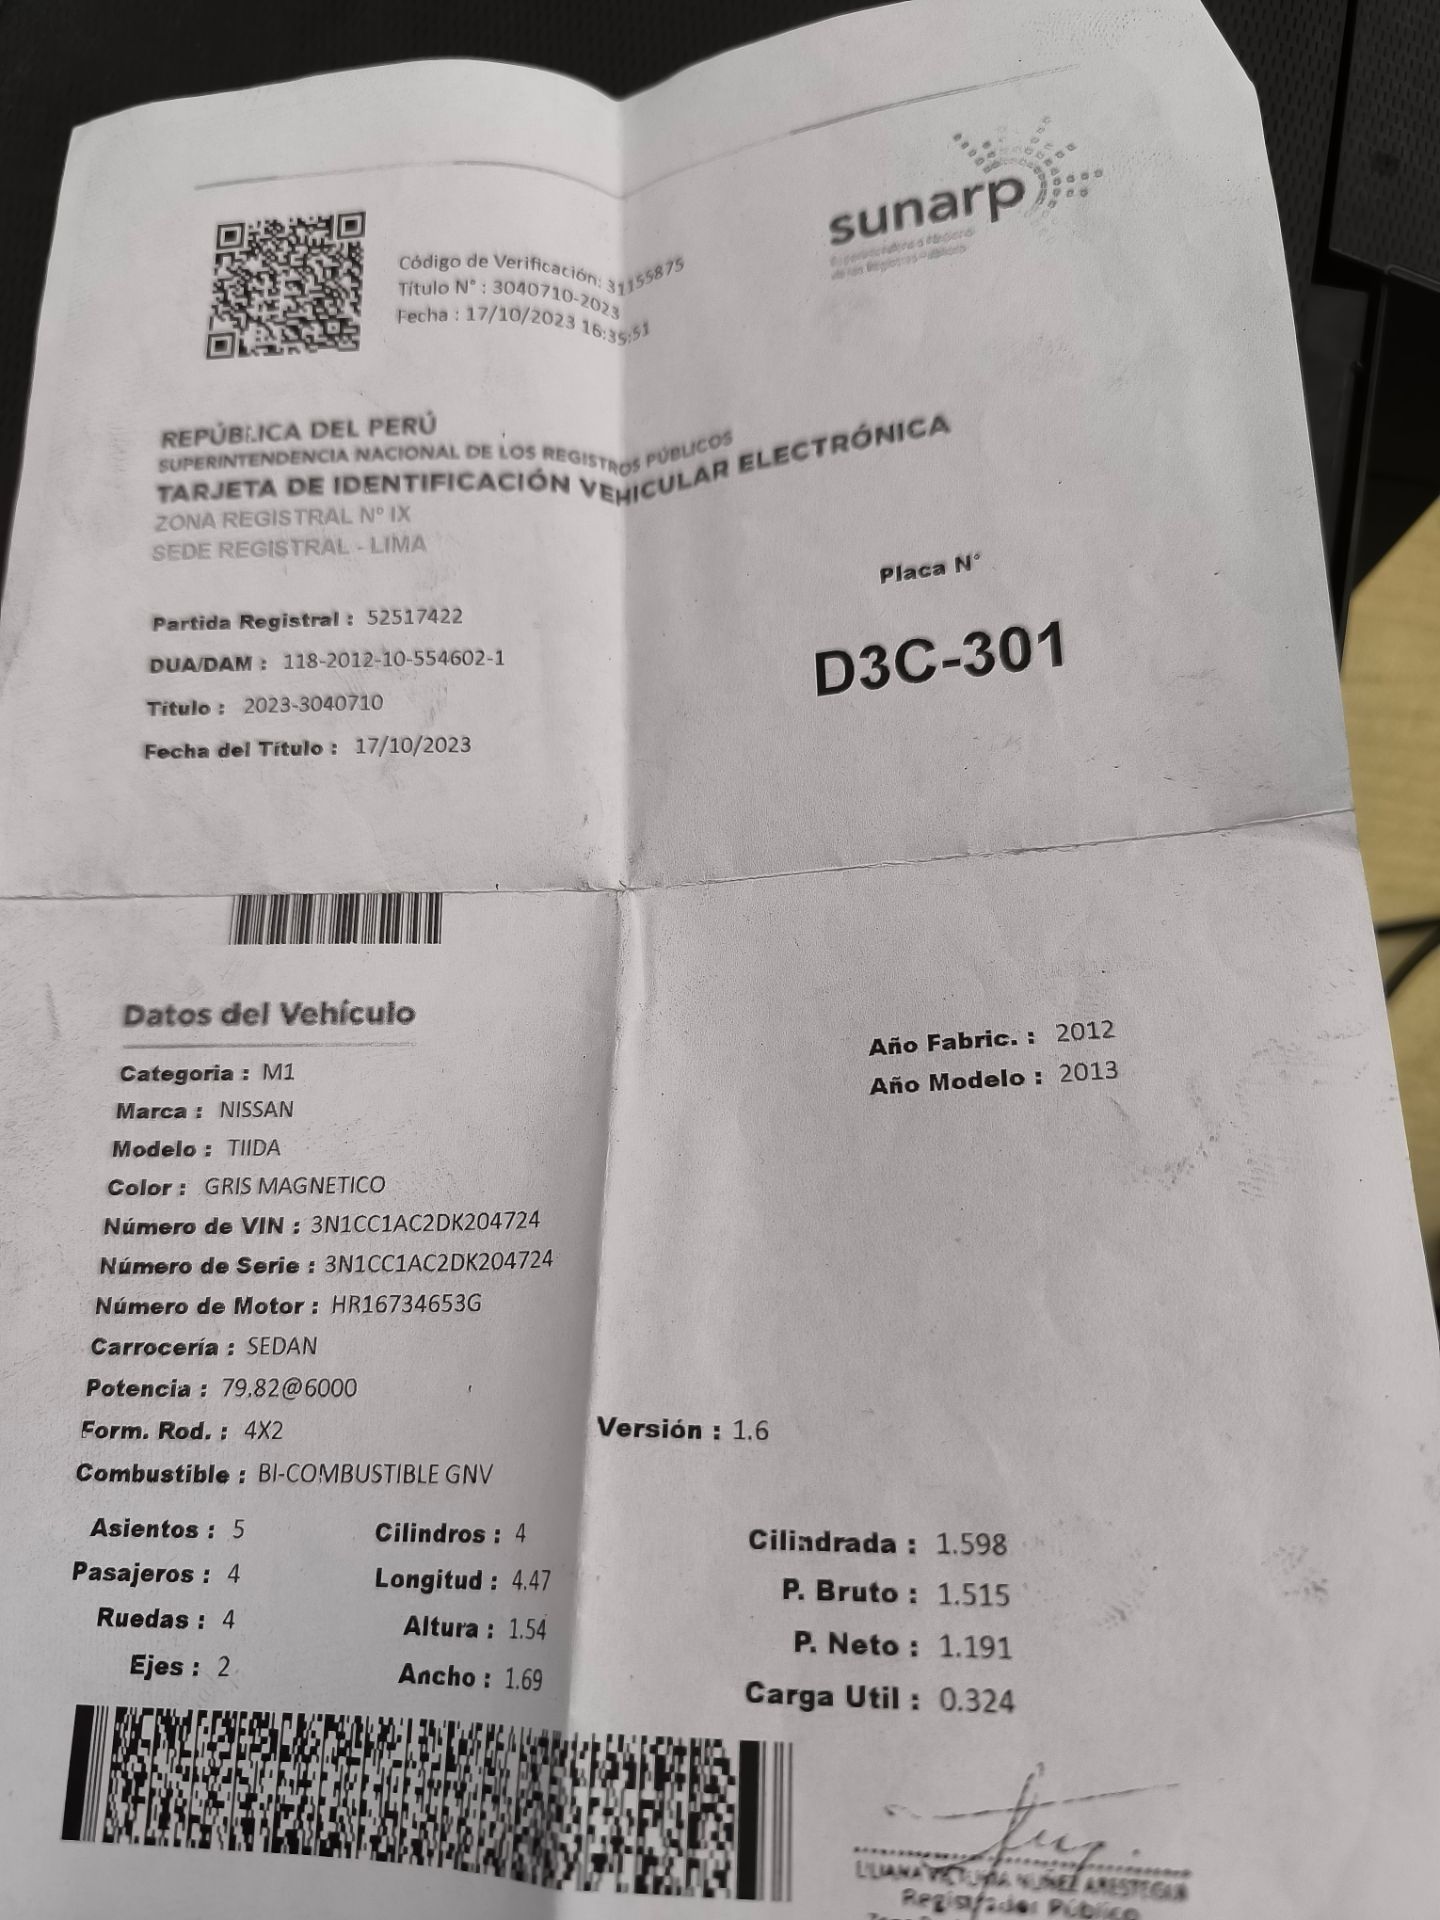 sunarp
Código de Verificación: 31155875
Título N° : 3040710-2023
Fecha : 17/10/2023 16:35:51
REPÚBLICA DEL PERÚ
SUPERINTENDENCIA NACIONAL DE LOS REGISTROS PÚBLICOS
TARJETA DE IDENTIFICACIÓN VEHICULAR ELECTRÓNICA
ZONA REGISTRAL N° IX
SEDE REGISTRAL - LIMA
Placa N°
D3C-301
Partida Registral : 52517422
DUA/DAM : 118-2012-10-554602-1
Título : 2023-3040710
Fecha del Título : 17/10/2023
Datos del Vehículo
Año Fabric. : 2012
Año Modelo : 2013
Categoria : M1
Marca : NISSAN
Modelo : TIIDA
Color : GRIS MAGNETICO
Número de VIN : 3N1CC1AC2DK204724
Número de Serie : 3N1CC1AC2DK204724
Número de Motor : HR16734653G
Carrocería : SEDAN
Potencia : 79.82@6000
Form. Rod. : 4X2 Versión : 1.6
Combustible : BI-COMBUSTIBLE GNV
Asientos : 5 Cilindros : 4 Cilindrada : 1.598
Pasajeros : 4 Longitud : 4.47 P. Bruto : 1.515
Ruedas : 4 Altura : 1.54 P. Neto : 1.191
Ejes : 2 Ancho : 1.69 Carga Util : 0.324
LILIANA VICTORIA NUÑEZ ARESTEGUI
Registrador Público